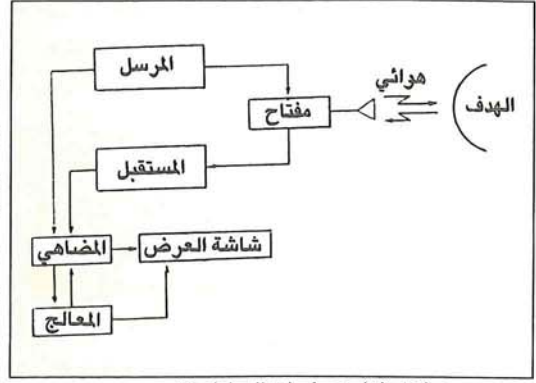 المرسل
هوائي
الهدف
مفتاح
المستقبل
المضاهي
شاشة العرض
المعالج